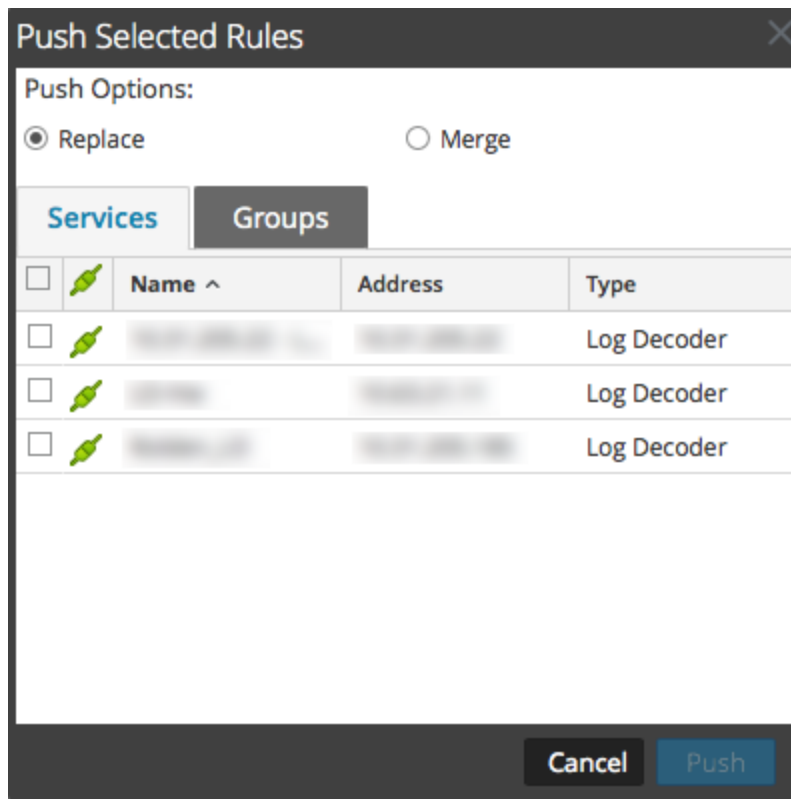 Push Selected Rules
Push Options:
Replace Merge
Services Groups
Name Address Type
Log Decoder
Log Decoder
Log Decoder
Cancel Push